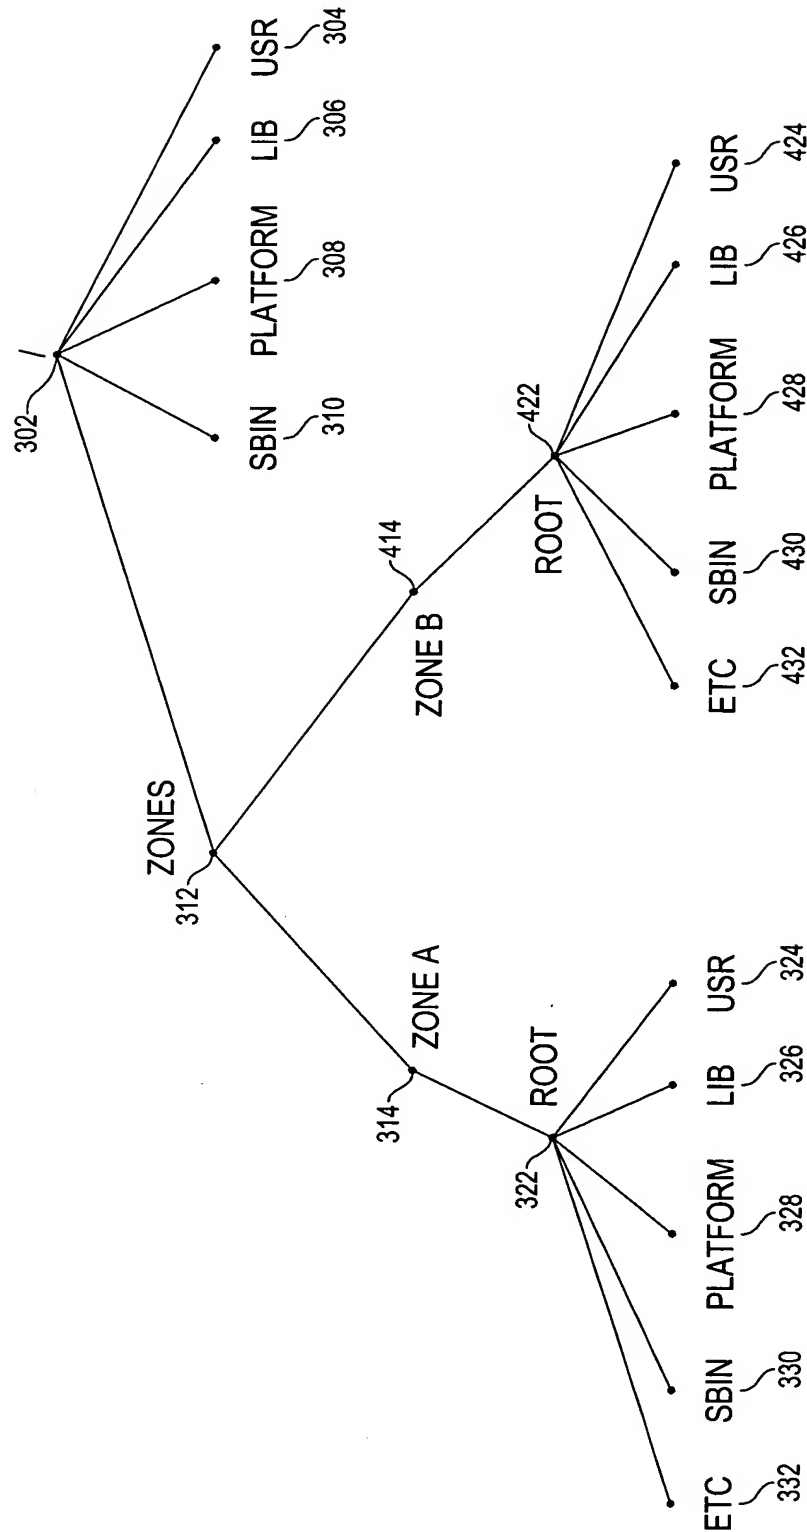 /
302
ZONES
312
SBIN
310
PLATFORM
308
LIB
306
USR
304
ZONE A
314
ZONE B
414
ROOT
322
ROOT
422
ETC
332
SBIN
330
PLATFORM
328
LIB
326
USR
324
ETC
432
SBIN
430
PLATFORM
428
LIB
426
USR
424